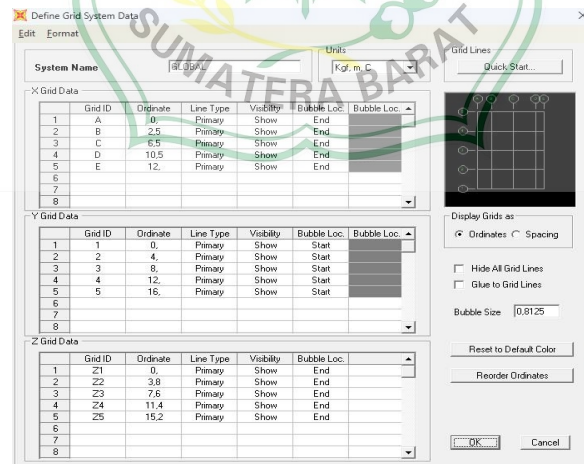 Define Grid System Data
Edit Format
Units
Grid Lines
System Name GLOBAL Kgf, m, C Quick Start...
SUMATERA BARAT
X Grid Data
Grid ID Ordinate Line Type Visibility Bubble Loc. Bubble Loc.
1 A 0, Primary Show End
2 B 2,5 Primary Show End
3 C 6,5 Primary Show End
4 D 10,5 Primary Show End
5 E 12, Primary Show End
6
7
8
Y Grid Data
Grid ID Ordinate Line Type Visibility Bubble Loc. Bubble Loc.
1 1 0, Primary Show Start
2 2 4, Primary Show Start
3 3 8, Primary Show Start
4 4 12, Primary Show Start
5 5 16, Primary Show Start
6
7
8
Z Grid Data
Grid ID Ordinate Line Type Visibility Bubble Loc.
1 Z1 0, Primary Show End
2 Z2 3,8 Primary Show End
3 Z3 7,6 Primary Show End
4 Z4 11,4 Primary Show End
5 Z5 15,2 Primary Show End
6
7
8
Display Grids as
Ordinates Spacing
Hide All Grid Lines
Glue to Grid Lines
Bubble Size 0,8125
Reset to Default Color
Reorder Ordinates
OK Cancel